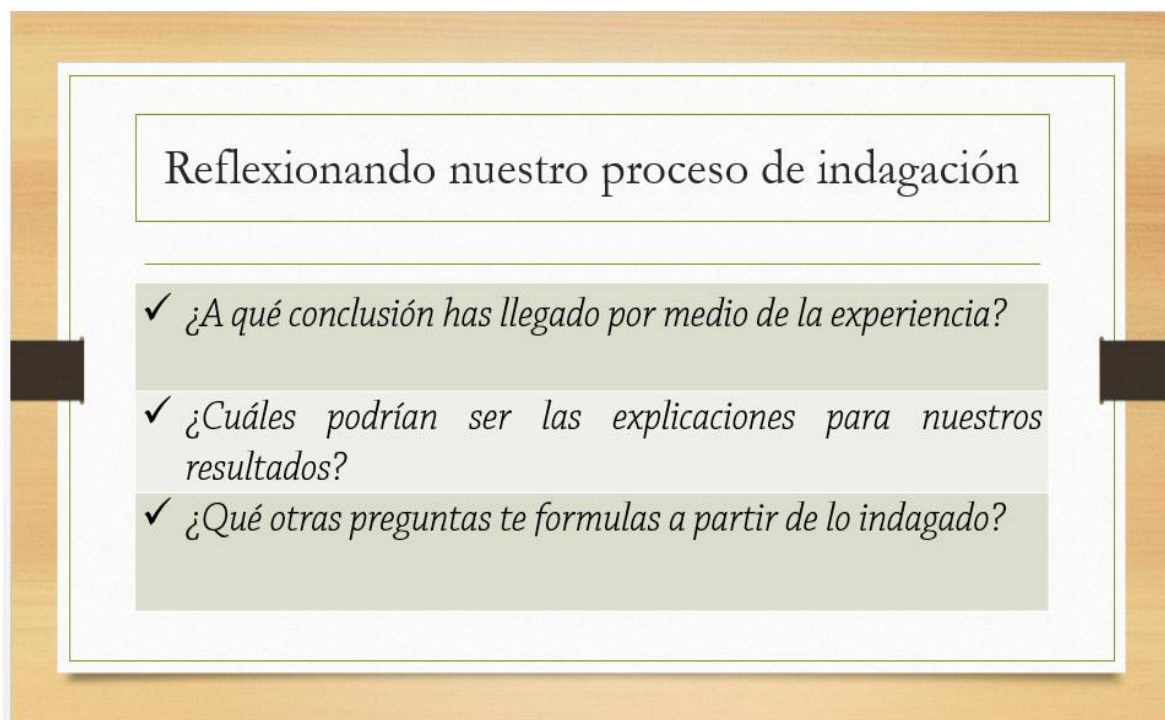 Reflexionando nuestro proceso de indagación
✓ ¿A qué conclusión has llegado por medio de la experiencia?
✓ ¿Cuáles podrían ser las explicaciones para nuestros
resultados?
✓ ¿Qué otras preguntas te formulas a partir de lo indagado?